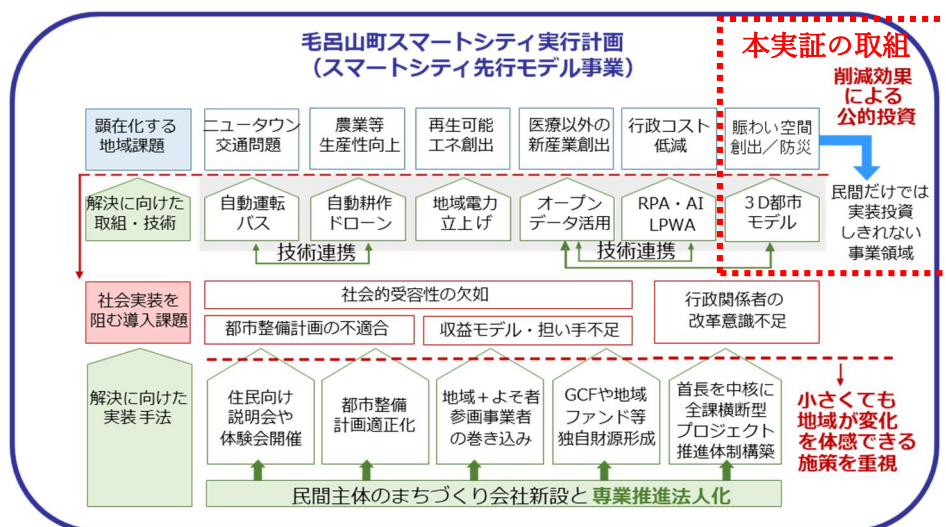 毛呂山町スマートシティ実行計画
（スマートシティ先行モデル事業）
本実証の取組
削減効果
による
公的投資
顕在化する
地域課題
ニュータウン
交通問題
農業等
生産性向上
再生可能
エネ創出
医療以外の
新産業創出
行政コスト
低減
賑わい空間
創出／防災
解決に向けた
取組・技術
自動運転
バス
自動耕作
ドローン
地域電力
立上げ
オープン
データ活用
RPA・AI
LPWA
３D都市
モデル
民間だけでは
実装投資
しきれない
事業領域
技術連携
技術連携
社会実装を
阻む導入課題
社会的受容性の欠如
都市整備計画の不適合
収益モデル・担い手不足
行政関係者の
改革意識不足
解決に向けた
実装手法
住民向け
説明会や
体験会開催
都市整備
計画適正化
地域＋よそ者
参画事業者
の巻き込み
GCFや地域
ファンド等
独自財源形成
首長を中核に
全課横断型
プロジェクト
推進体制構築
小さくても
地域が変化
を体感できる
施策を重視
民間主体のまちづくり会社新設と専業推進法人化